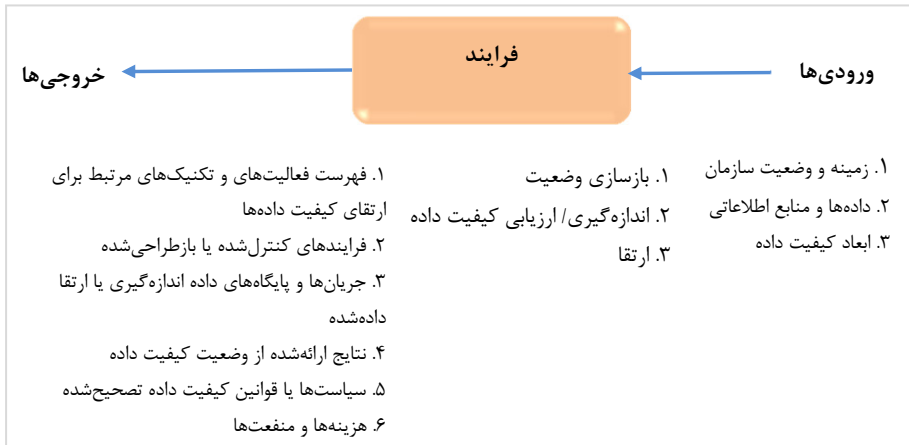 ورودی‌ها
فرایند
خروجی‌ها
۱. زمینه و وضعیت سازمان
۲. داده‌ها و منابع اطلاعاتی
۳. ابعاد کیفیت داده
۱. بازسازی وضعیت
۲. اندازه‌گیری/ ارزیابی کیفیت داده
۳. ارتقا
۱. فهرست فعالیت‌های و تکنیک‌های مرتبط برای
ارتقای کیفیت داده‌ها
۲. فرایندهای کنترل‌شده یا بازطراحی‌شده
۳. جریان‌ها و پایگاه‌های داده اندازه‌گیری یا ارتقا
داده‌شده
۴. نتایج ارائه‌شده از وضعیت کیفیت داده
۵. سیاست‌ها یا قوانین کیفیت داده تصحیح‌شده
۶. هزینه‌ها و منفعت‌ها